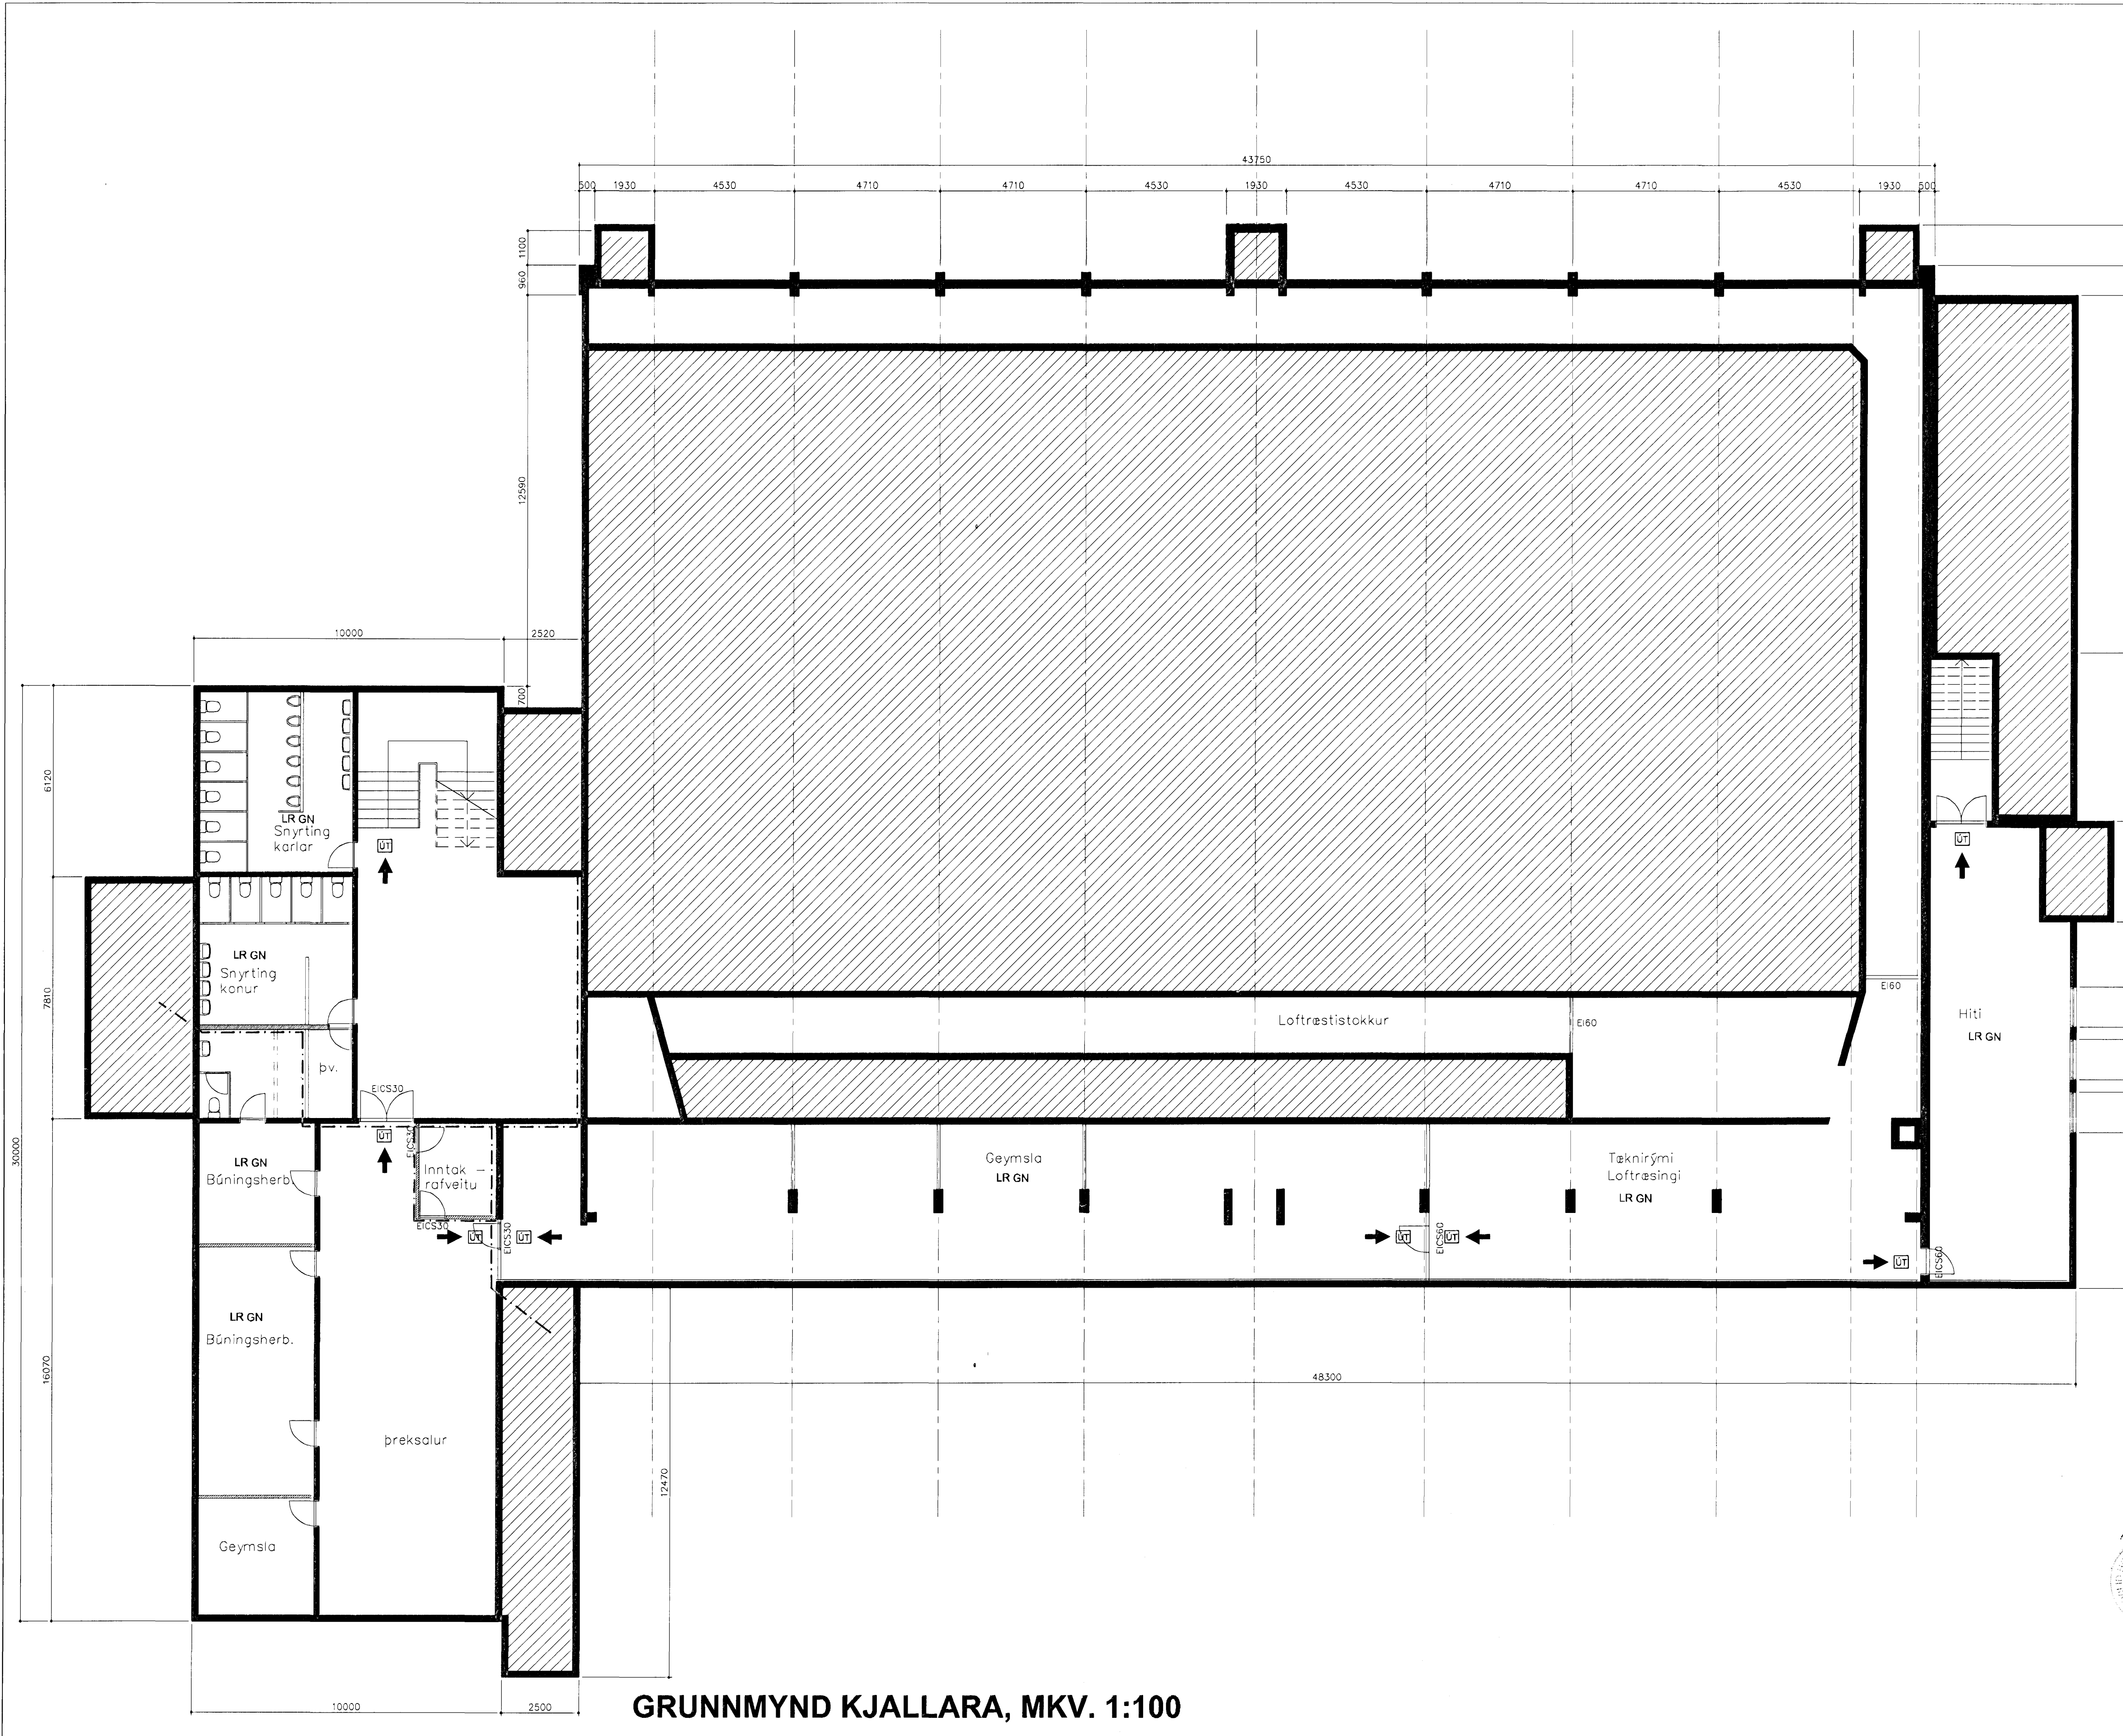 43750
500 1930 4530 4710 4710 4530 1930 4530 4710 4710 4530 1930 500
1100
960
12590
10000 2520
700
6120
LR GN
Snyrting
karlar
ÚT
ÚT
7810
LR GN
Snyrting
konur
þv.
EICS30
Loftræstistokkur
EI60
EI60
Hiti
LR GN
30000
ÚT
EICS30
LR GN
Búningsherb.
Inntak –
rafveitu
EICS30
Geymsla
LR GN
Tæknirými
Loftræsingi
LR GN
ÚT
EICS30
ÚT
ÚT
EICS60
ÚT
ÚT
EICS60
LR GN
Búningsherb.
16070
48300
þreksalur
12470
Geymsla
10000 2500
GRUNNMYND KJALLARA, MKV. 1:100